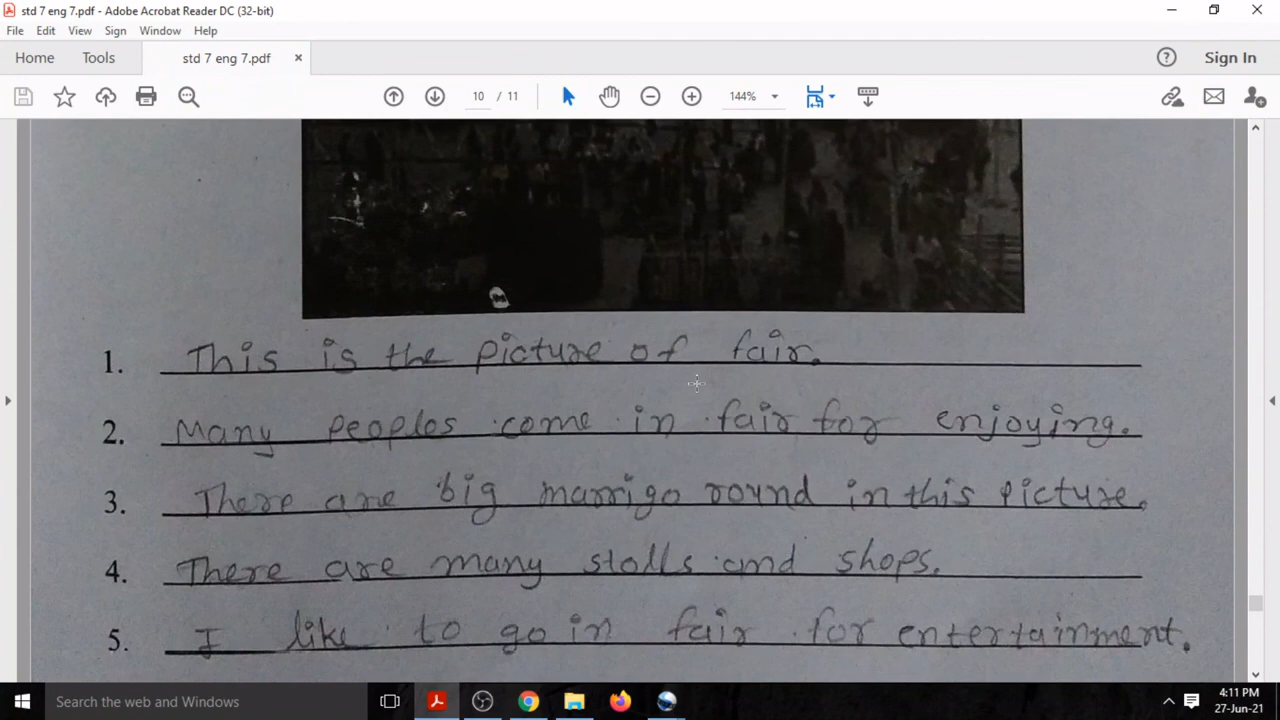 std 7 eng 7.pdf - Adobe Acrobat Reader DC (32-bit)
File Edit View Sign Window Help
Home Tools std 7 eng 7.pdf × ? Sign In
10 / 11 144%
1. This is the picture of fair.
2. Many peoples come in fair for enjoying.
3. There are big marrigo round in this picture.
4. There are many stalls and shops.
5. I like to go in fair for entertainment.
Search the web and Windows
4:11 PM
27-Jun-21